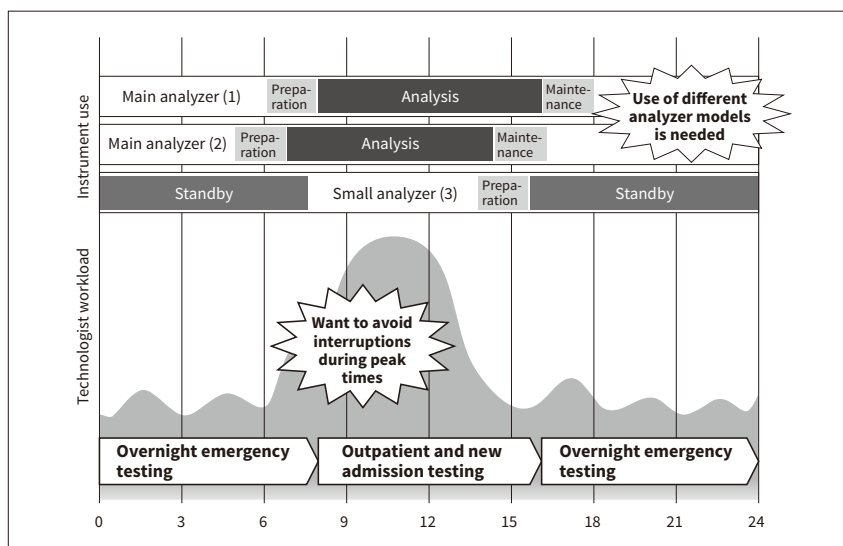 Instrument use
Main analyzer (1)
Prepa-
ration
Analysis
Mainte-
nance
Use of different
analyzer models
is needed
Main analyzer (2)
Prepa-
ration
Analysis
Mainte-
nance
Standby
Small analyzer (3)
Prepa-
ration
Standby
Technologist workload
Want to avoid
interruptions
during peak
times
Overnight emergency
testing
Outpatient and new
admission testing
Overnight emergency
testing
0 3 6 9 12 15 18 21 24